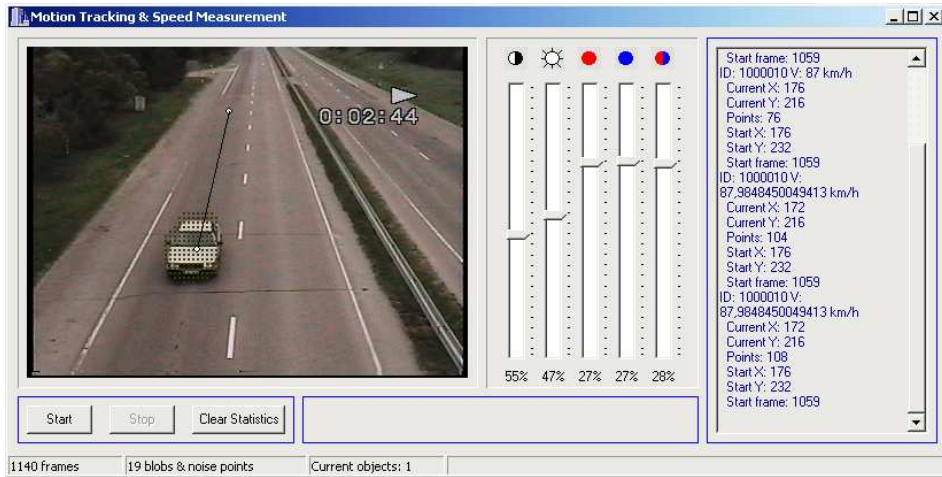 Motion Tracking & Speed Measurement
0:02:44
55% 47% 27% 27% 28%
Start frame: 1059
ID: 1000010 V: 87 km/h
Current X: 176
Current Y: 216
Points: 76
Start X: 176
Start Y: 232
Start frame: 1059
ID: 1000010 V:
87,9848450049413 km/h
Current X: 172
Current Y: 216
Points: 104
Start X: 176
Start Y: 232
Start frame: 1059
ID: 1000010 V:
87,9848450049413 km/h
Current X: 172
Current Y: 216
Points: 108
Start X: 176
Start Y: 232
Start frame: 1059
Start Stop Clear Statistics
1140 frames 19 blobs & noise points Current objects: 1